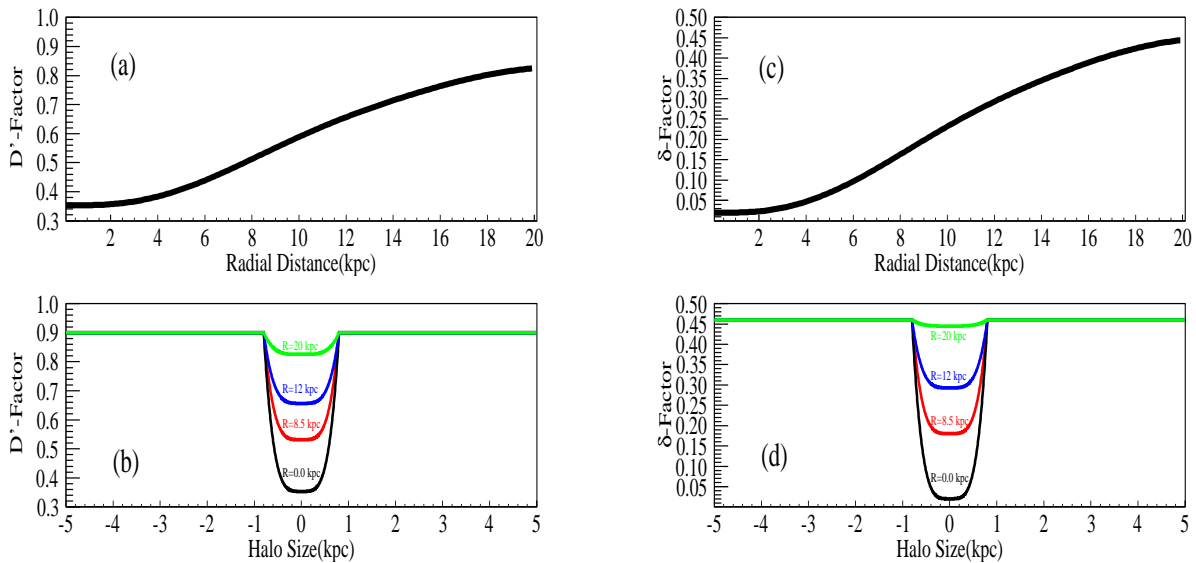 1.0
0.9
0.8
0.7
0.6
0.5
0.4
0.3
D'-Factor
(a)
2 4 6 8 10 12 14 16 18 20
Radial Distance(kpc)
0.50
0.45
0.40
0.35
0.30
0.25
0.20
0.15
0.10
0.05
δ-Factor
(c)
2 4 6 8 10 12 14 16 18 20
Radial Distance(kpc)
1.0
0.9
0.8
0.7
0.6
0.5
0.4
0.3
D'-Factor
R=20 kpc
R=12 kpc
R=8.5 kpc
R=0.0 kpc
(b)
-5 -4 -3 -2 -1 0 1 2 3 4 5
Halo Size(kpc)
0.50
0.45
0.40
0.35
0.30
0.25
0.20
0.15
0.10
0.05
δ-Factor
R=20 kpc
R=12 kpc
R=8.5 kpc
R=0.0 kpc
(d)
-5 -4 -3 -2 -1 0 1 2 3 4 5
Halo Size(kpc)